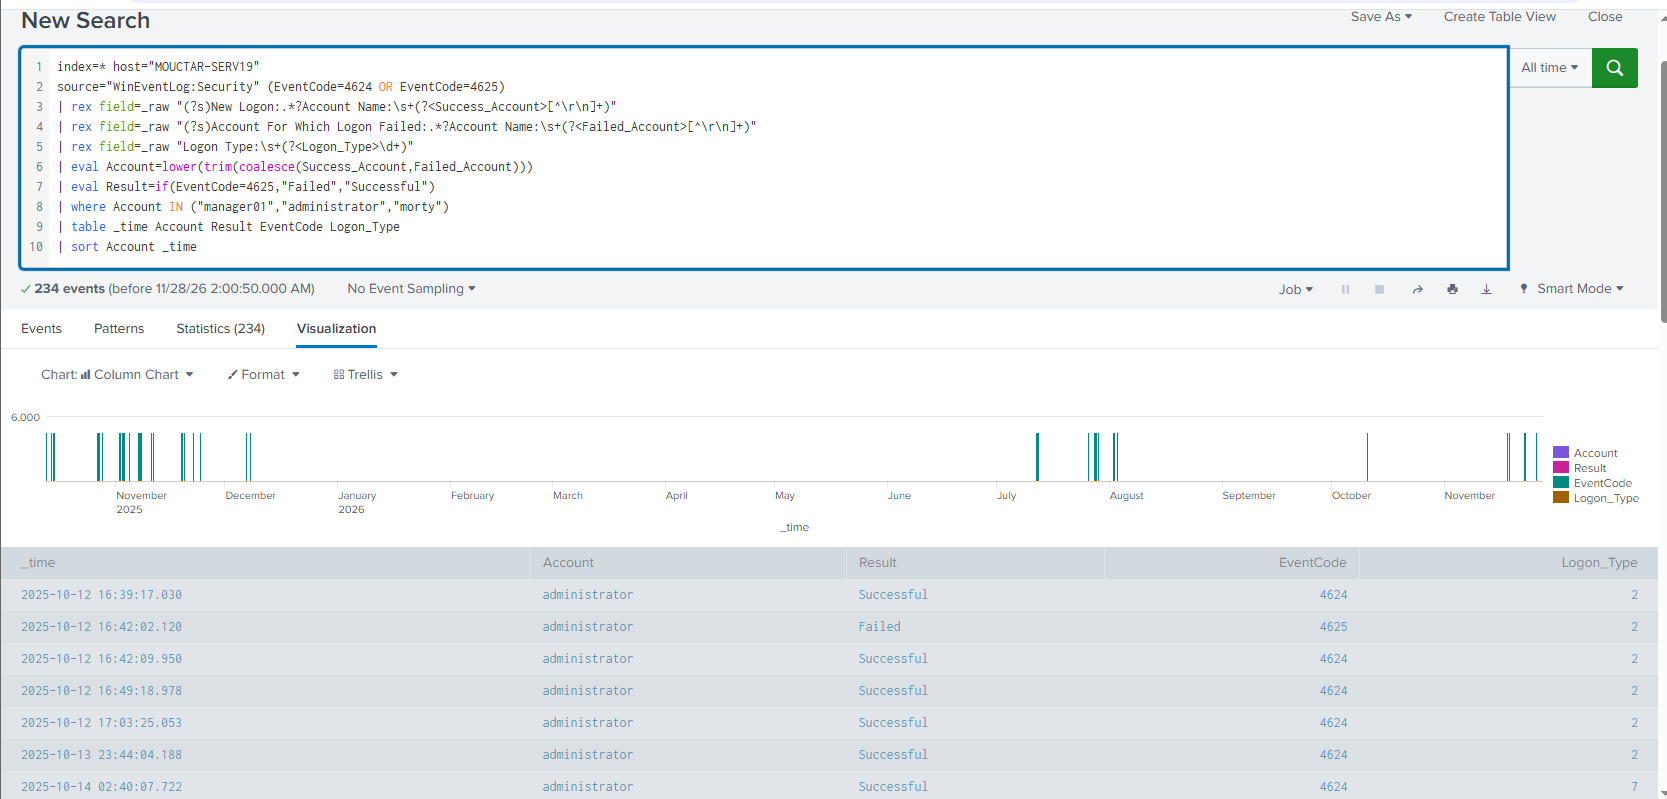 New Search
Save As Create Table View Close
1 index=* host="MOUCTAR-SERV19"
2 source="WinEventLog:Security" (EventCode=4624 OR EventCode=4625)
3 | rex field=_raw "(?s)New Logon:.*?Account Name:\s+(?<Success_Account>[^\r\n]+)"
4 | rex field=_raw "(?s)Account For Which Logon Failed:.*?Account Name:\s+(?<Failed_Account>[^\r\n]+)"
5 | rex field=_raw "Logon Type:\s+(?<Logon_Type>\d+)"
6 | eval Account=lower(trim(coalesce(Success_Account,Failed_Account)))
7 | eval Result=if(EventCode=4625,"Failed","Successful")
8 | where Account IN ("manager01","administrator","morty")
9 | table _time Account Result EventCode Logon_Type
10 | sort Account _time
All time
234 events (before 11/28/26 2:00:50.000 AM) No Event Sampling
Job Smart Mode
Events Patterns Statistics (234) Visualization
Chart: Column Chart Format Trellis
6,000
November December January February March April May June July August September October November
2025 2026
_time
Account
Result
EventCode
Logon_Type
_time Account Result EventCode Logon_Type
2025-10-12 16:39:17.030 administrator Successful 4624 2
2025-10-12 16:42:02.120 administrator Failed 4625 2
2025-10-12 16:42:09.950 administrator Successful 4624 2
2025-10-12 16:49:18.978 administrator Successful 4624 2
2025-10-12 17:03:25.053 administrator Successful 4624 2
2025-10-13 23:44:04.188 administrator Successful 4624 2
2025-10-14 02:40:07.722 administrator Successful 4624 7